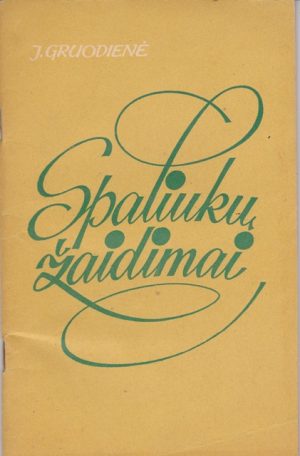 J. GRUODIENĖ
Spaliukų
žaidimai